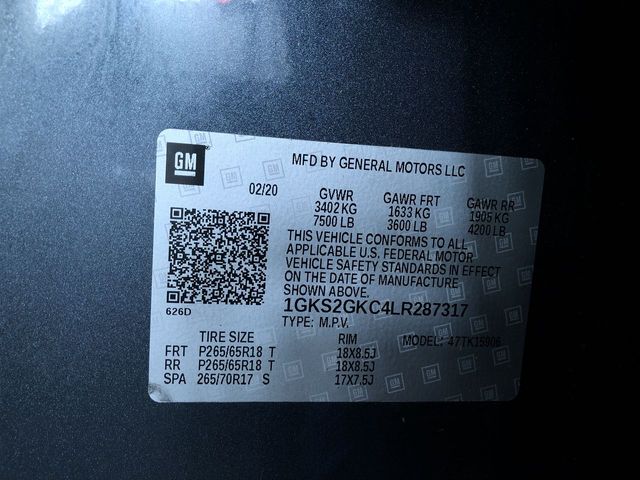 GM
MFD BY GENERAL MOTORS LLC
02/20 GVWR GAWR FRT GAWR RR
3402 KG 1633 KG 1905 KG
7500 LB 3600 LB 4200 LB
THIS VEHICLE CONFORMS TO ALL
APPLICABLE U.S. FEDERAL MOTOR
VEHICLE SAFETY STANDARDS IN EFFECT
ON THE DATE OF MANUFACTURE
SHOWN ABOVE.
626D
1GKS2GKC4LR287317
TYPE: M.P.V. MODEL: 47TK15906
TIRE SIZE RIM
FRT P265/65R18 T 18X8.5J
RR P265/65R18 T 18X8.5J
SPA 265/70R17 S 17X7.5J